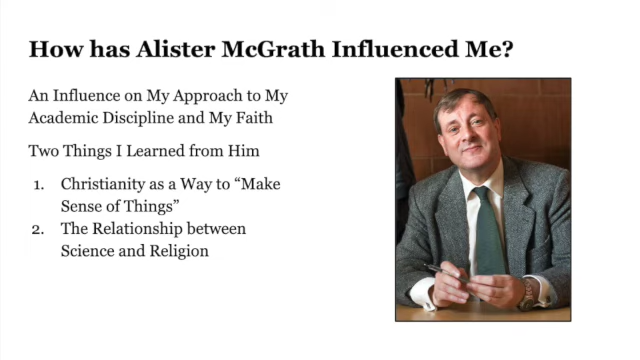 How has Alister McGrath Influenced Me?
An Influence on My Approach to My
Academic Discipline and My Faith
Two Things I Learned from Him
1. Christianity as a Way to “Make
Sense of Things”
2. The Relationship between
Science and Religion